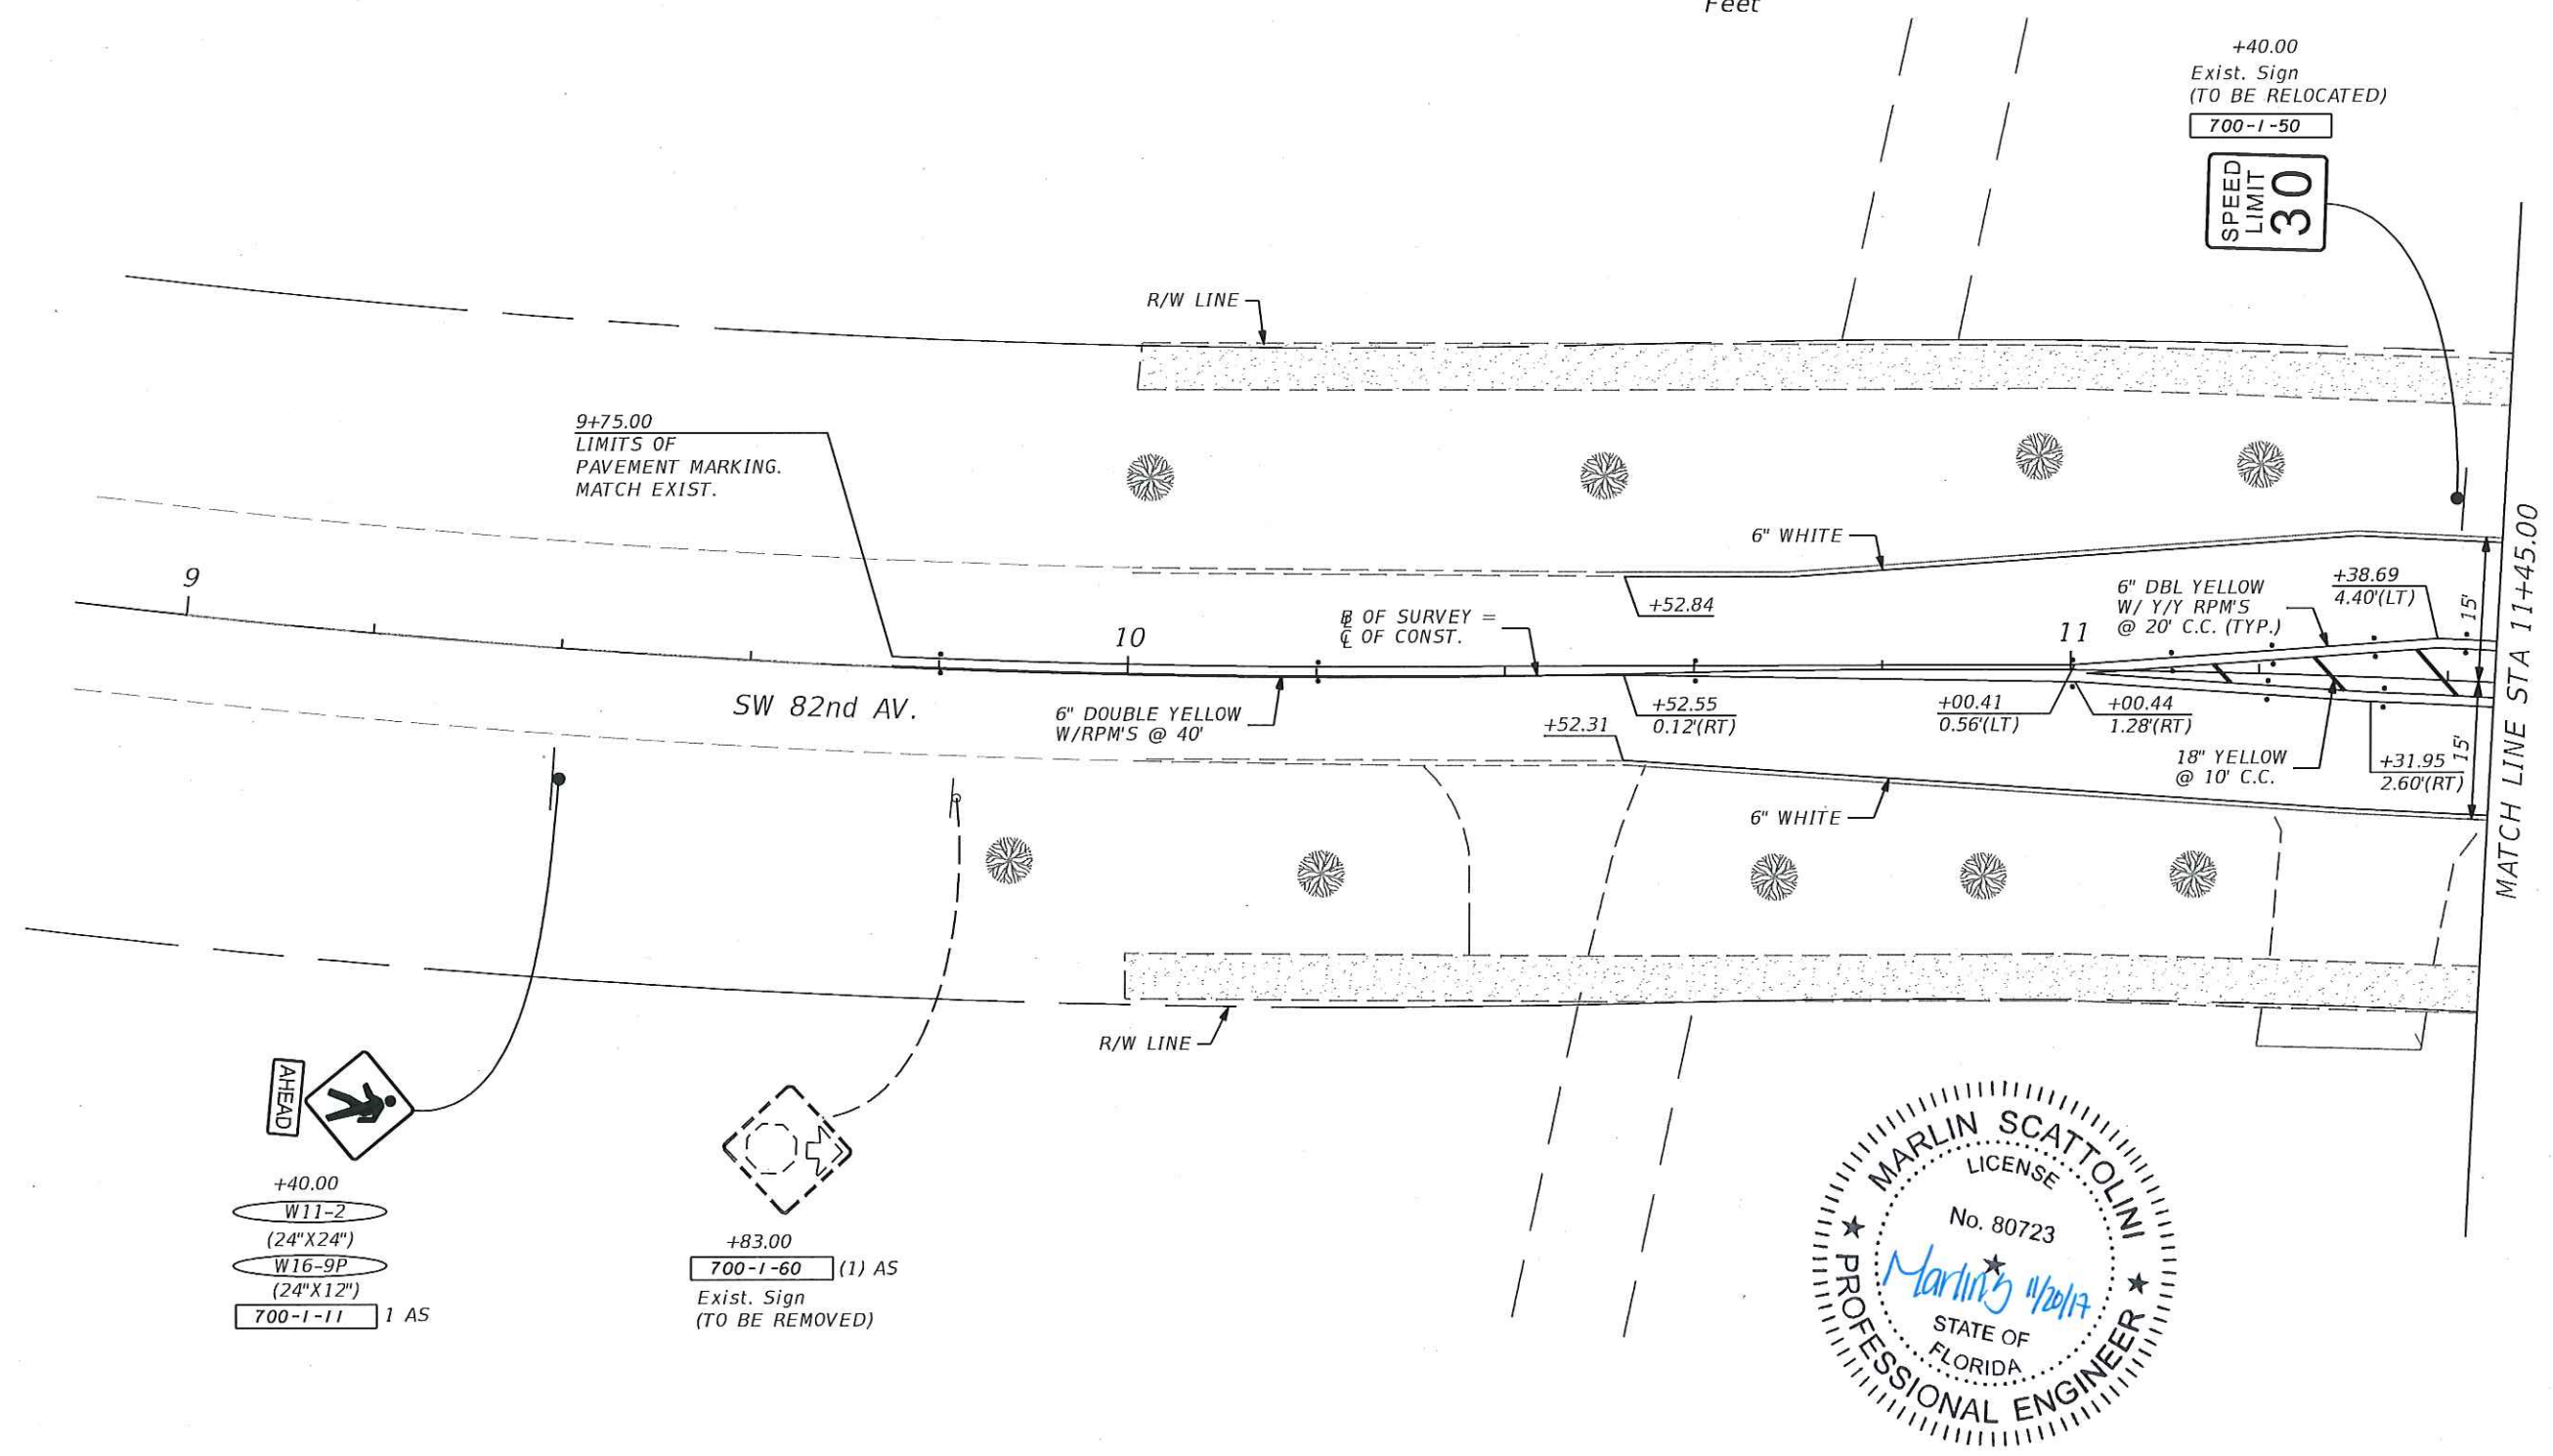 Feet
+40.00
Exist. Sign
(TO BE RELOCATED)
700-1-50
SPEED
LIMIT
30
R/W LINE
9+75.00
LIMITS OF
PAVEMENT MARKING.
MATCH EXIST.
6" WHITE
9
10
11
+52.84
B OF SURVEY =
C OF CONST.
6" DBL YELLOW
W/ Y/Y RPM'S
@ 20' C.C. (TYP.)
+38.69
4.40'(LT)
15'
MATCH LINE STA 11+45.00
SW 82nd AV.
6" DOUBLE YELLOW
W/RPM'S @ 40'
+52.31
+52.55
0.12'(RT)
+00.41
0.56'(LT)
+00.44
1.28'(RT)
18" YELLOW
@ 10' C.C.
+31.95
2.60'(RT)
15'
6" WHITE
R/W LINE
AHEAD
+40.00
W11-2
(24"X24")
W16-9P
(24"X12")
700-1-11 1 AS
+83.00
700-1-60 (1) AS
Exist. Sign
(TO BE REMOVED)
MARLIN SCATTOLINI
LICENSE
No. 80723
11/20/17
STATE OF
FLORIDA
PROFESSIONAL ENGINEER